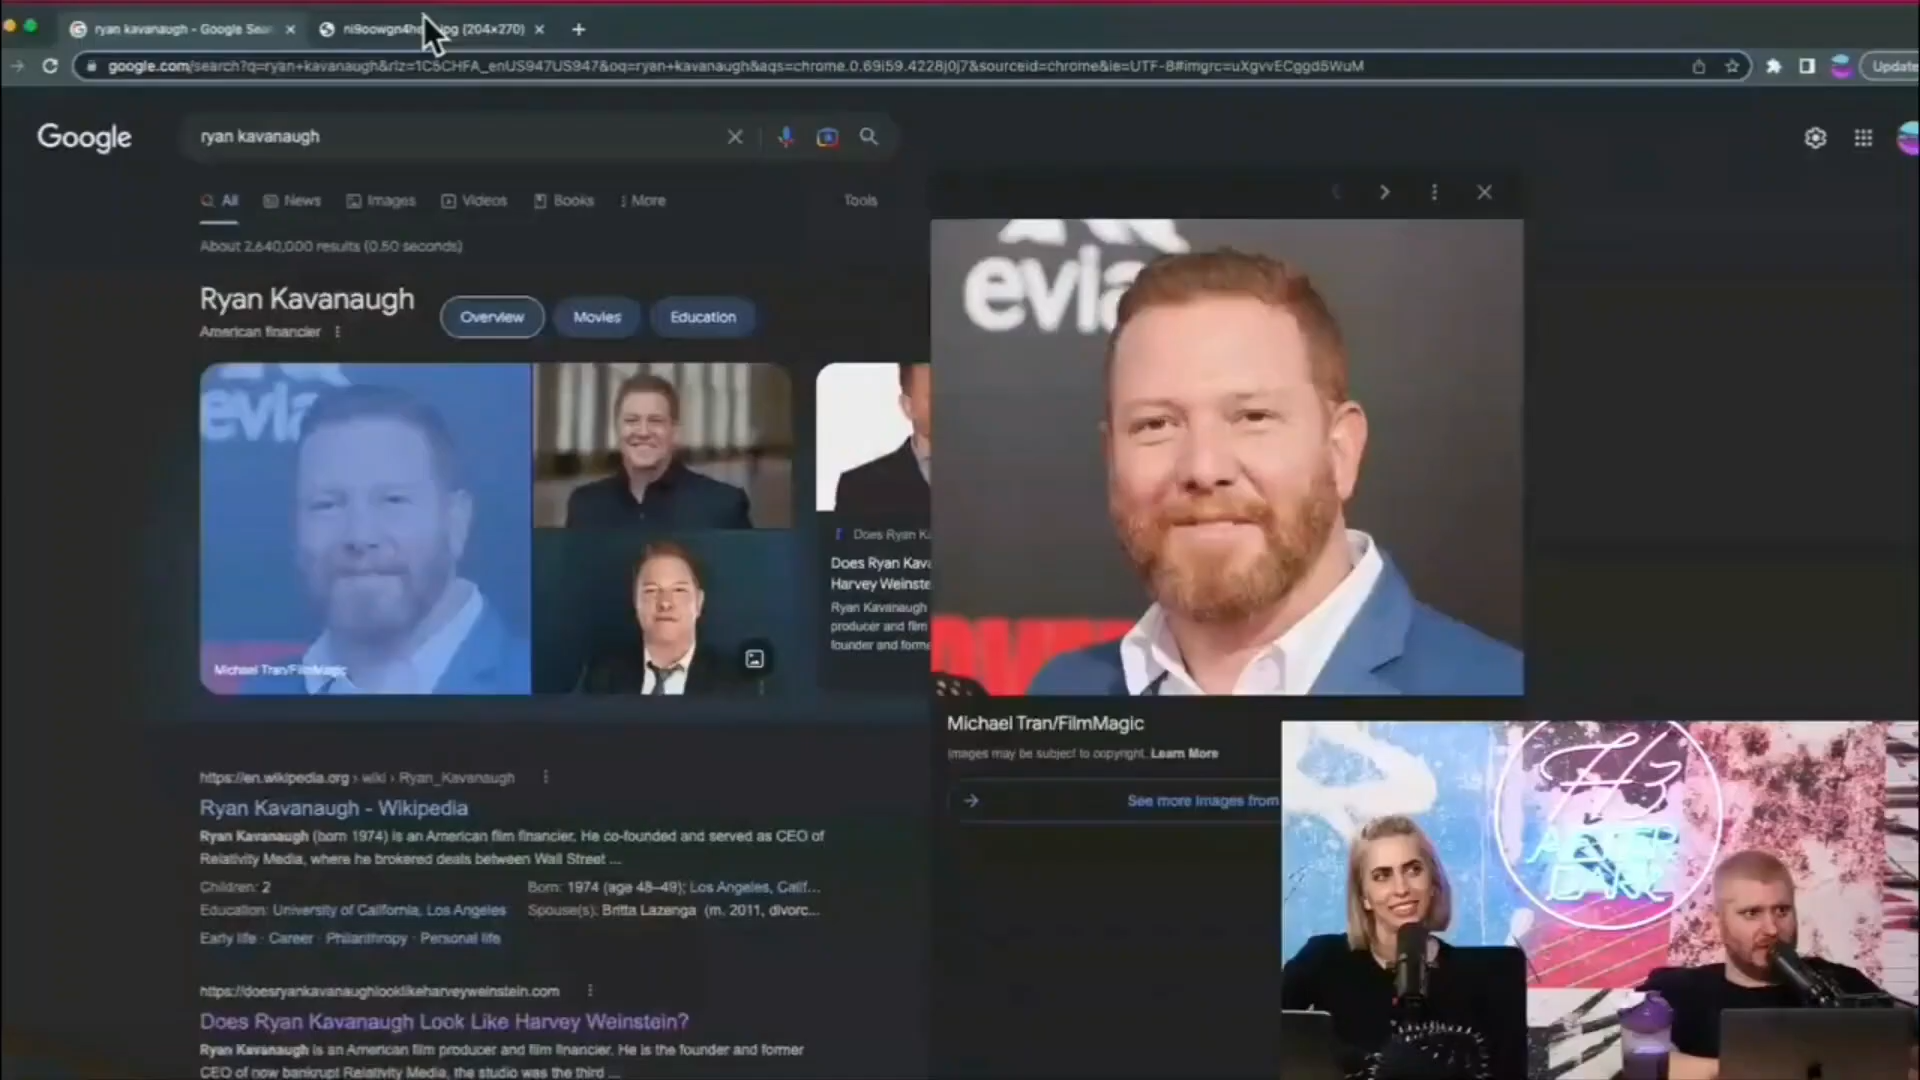 ryan kavanaugh - Google Sear
(204×270)
google.com/search?q=ryan+kavanaugh&rlz=1C5CHFA_enUS947US947&oq=ryan+kavanaugh&aqs=chrome.0.69i59.4228j0j7&sourceid=chrome&ie=UTF-8#imgrc=uXgvvECggd5WuM
Update
Google
ryan kavanaugh
All
News
Images
Videos
Books
More
Tools
About 2,640,000 results (0.50 seconds)
Ryan Kavanaugh
American financier
Overview
Movies
Education
evia
evia
Michael Tran/FilmMagic
Does Ryan K
Does Ryan Kav
Harvey Weinste
Ryan Kavanaugh
producer and film
founder and forme
Michael Tran/FilmMagic
Images may be subject to copyright. Learn More
See more images from
https://en.wikipedia.org › wiki › Ryan_Kavanaugh
Ryan Kavanaugh - Wikipedia
Ryan Kavanaugh (born 1974) is an American film financier. He co-founded and served as CEO of
Relativity Media, where he brokered deals between Wall Street ...
Children: 2
Born: 1974 (age 48–49); Los Angeles, Calif...
Education: University of California, Los Angeles
Spouse(s): Britta Lazenga (m. 2011, divorc...
Early life · Career · Philanthropy · Personal life
https://doesryankavanaughlooklikeharveyweinstein.com
Does Ryan Kavanaugh Look Like Harvey Weinstein?
Ryan Kavanaugh is an American film producer and film financier. He is the founder and former
CEO of now bankrupt Relativity Media, the studio was the third ...
H3
AFTER
DARK